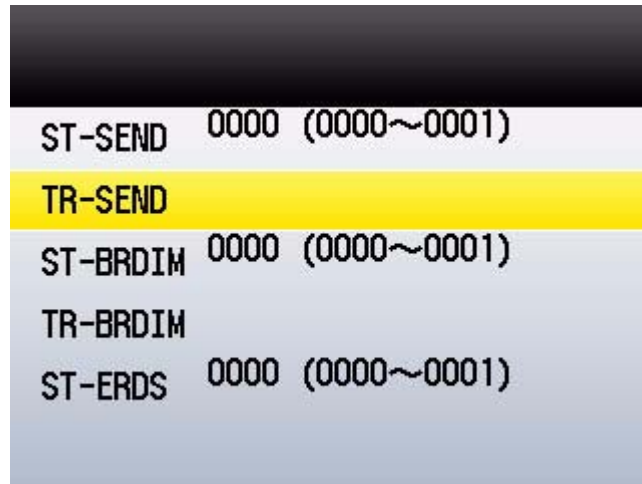 ST-SEND 0000 (0000～0001)
TR-SEND
ST-BRDIM 0000 (0000～0001)
TR-BRDIM
ST-ERDS 0000 (0000～0001)